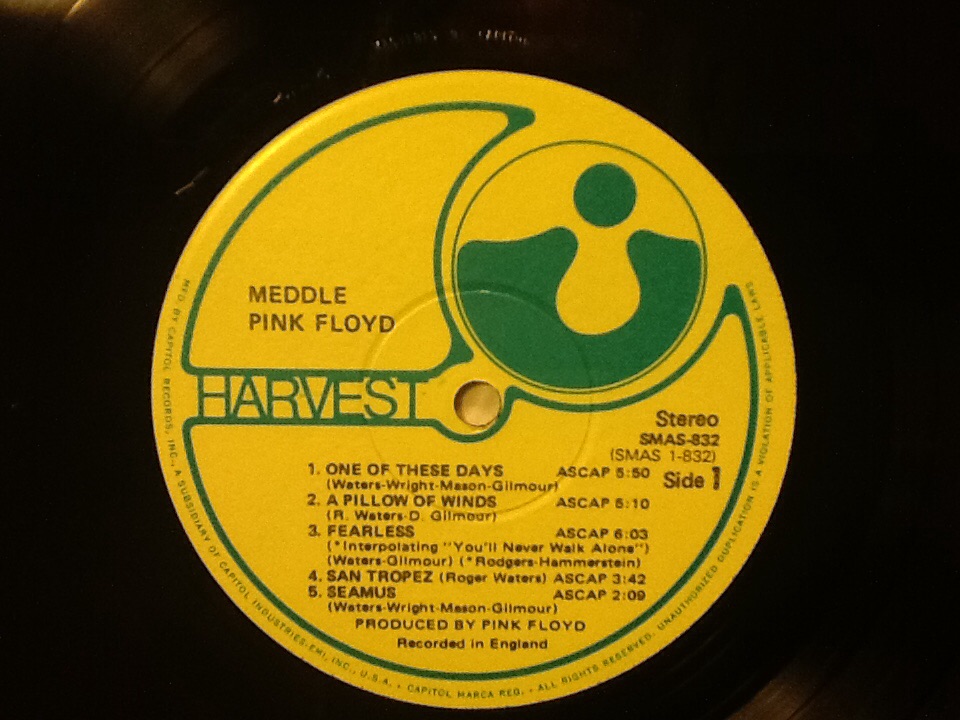 MEDDLE
PINK FLOYD
HARVEST
Stereo
SMAS-832
(SMAS 1-832)
Side 1
1. ONE OF THESE DAYS ASCAP 5:50
(Waters-Wright-Mason-Gilmour)
2. A PILLOW OF WINDS ASCAP 5:10
(R. Waters-D. Gilmour)
3. FEARLESS ASCAP 6:03
(*Interpolating "You'll Never Walk Alone")
(Waters-Gilmour) (*Rodgers-Hammerstein)
4. SAN TROPEZ (Roger Waters) ASCAP 3:42
5. SEAMUS ASCAP 2:09
(Waters-Wright-Mason-Gilmour)
PRODUCED BY PINK FLOYD
Recorded in England
MFD. BY CAPITOL RECORDS, INC., A SUBSIDIARY OF CAPITOL INDUSTRIES-EMI, INC., U.S.A. • CAPITOL MARCA REG. • ALL RIGHTS RESERVED. UNAUTHORIZED DUPLICATION IS A VIOLATION OF APPLICABLE LAWS